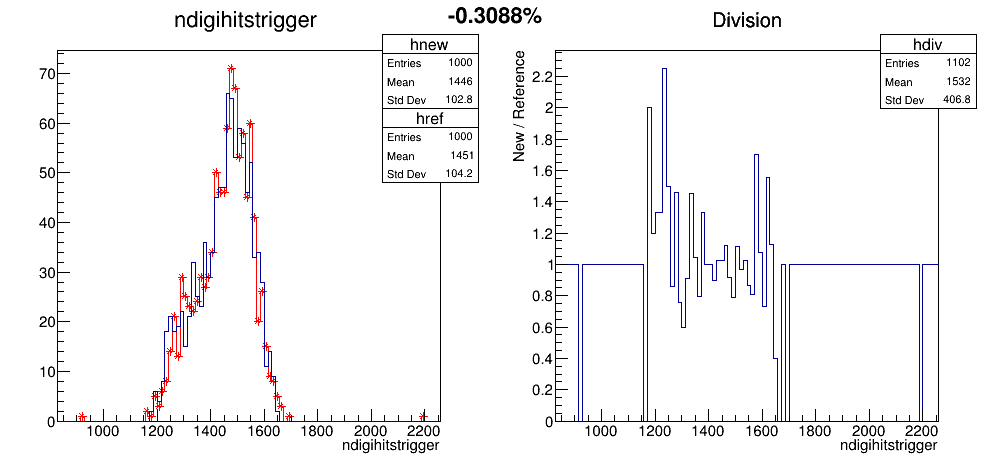 -0.3088%
ndigihitstrigger
hnew
Entries 1000
Mean 1446
Std Dev 102.8
href
Entries 1000
Mean 1451
Std Dev 104.2
70
60
50
40
30
20
10
0
1000 1200 1400 1600 1800 2000 2200
ndigihitstrigger
Division
hdiv
Entries 1102
Mean 1532
Std Dev 406.8
New / Reference
2.2
2
1.8
1.6
1.4
1.2
1
0.8
0.6
0.4
0.2
0
1000 1200 1400 1600 1800 2000 2200
ndigihitstrigger